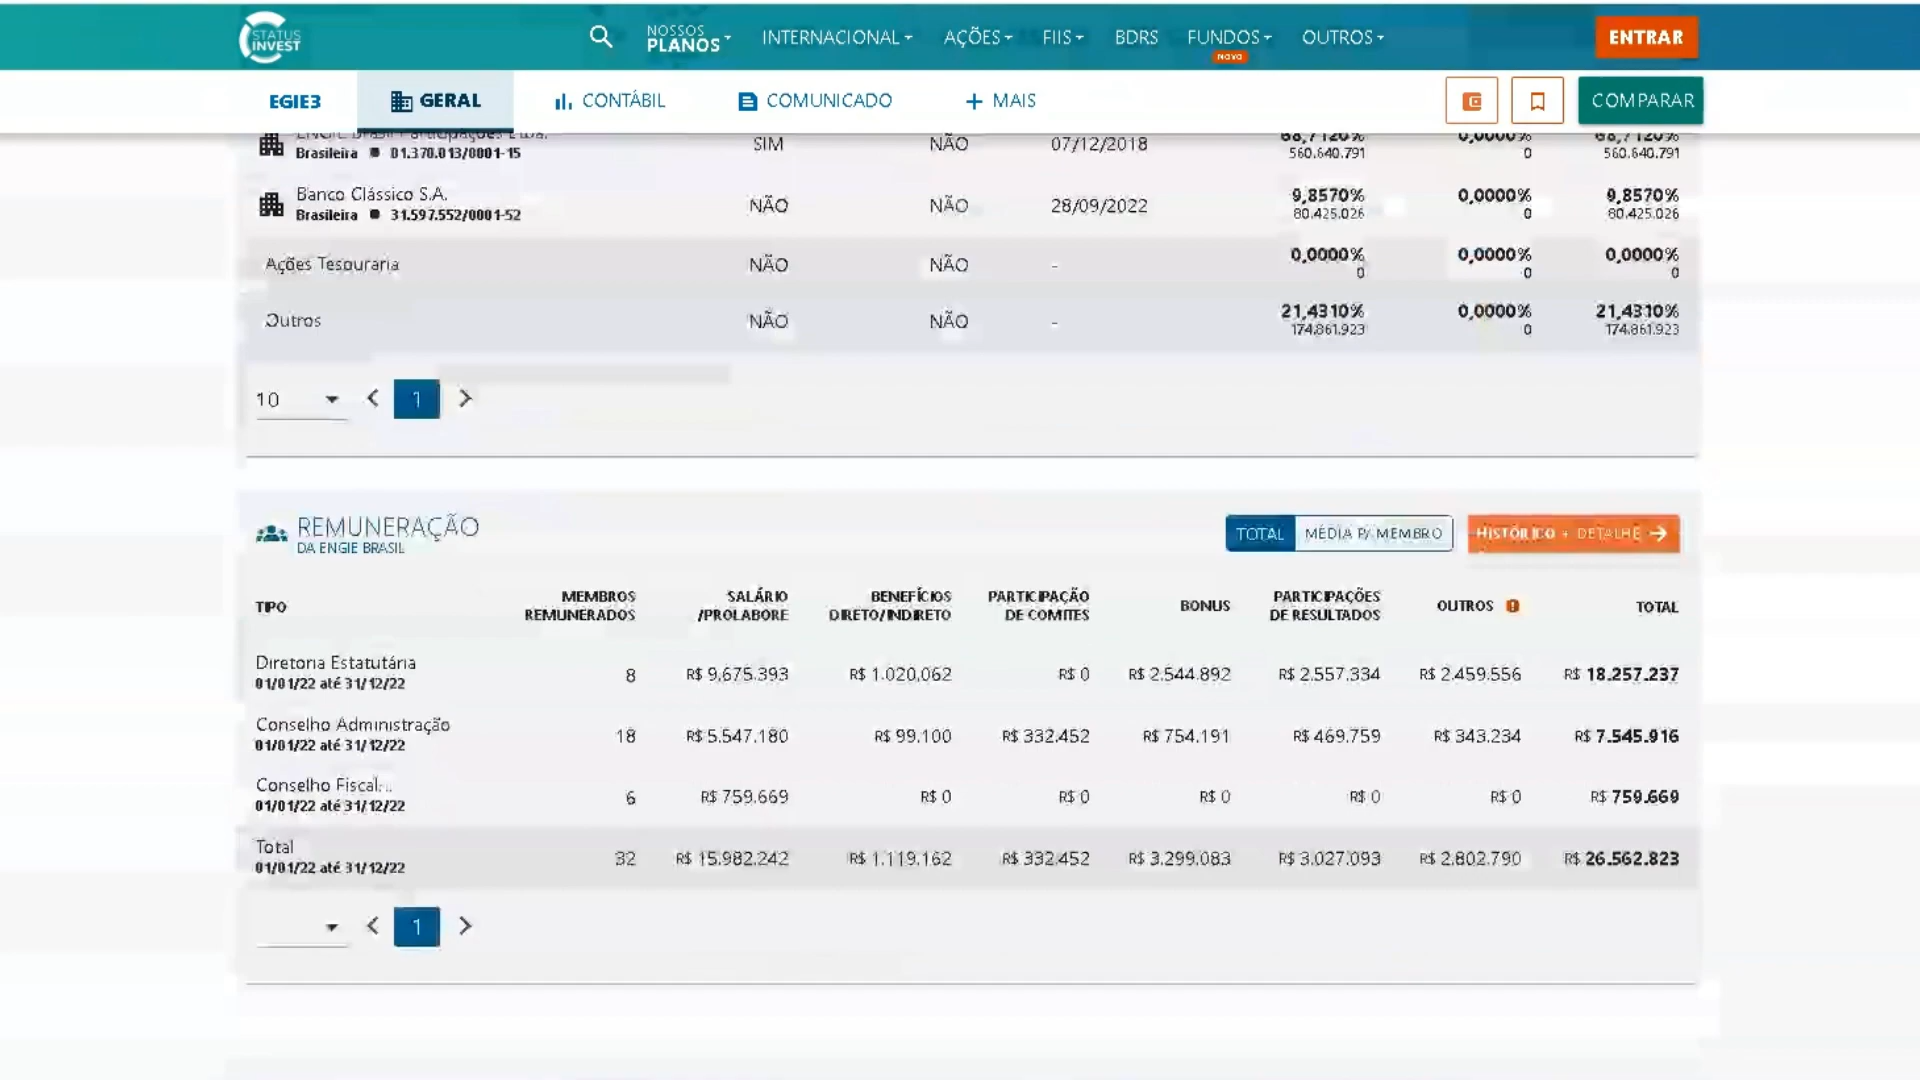 STATUS
INVEST
NOSSOS
PLANOS
INTERNACIONAL
AÇÕES
FIIS
BDRS
FUNDOS
Novo
OUTROS
ENTRAR
EGIE3
GERAL
CONTÁBIL
COMUNICADO
+ MAIS
COMPARAR
ENGIE Brasil Participações Ltda.
Brasileira 01.370.013/0001-15
SIM NÃO 07/12/2018 68,7120% 0,0000% 68,7120%
560.640.791 0 560.640.791
Banco Clássico S.A.
Brasileira 31.597.552/0001-52
NÃO NÃO 28/09/2022 9,8570% 0,0000% 9,8570%
80.425.026 0 80.425.026
Ações Tesouraria NÃO NÃO - 0,0000% 0,0000% 0,0000%
0 0 0
Outros NÃO NÃO - 21,4310% 0,0000% 21,4310%
174.861.923 0 174.861.923
10 1
REMUNERAÇÃO
DA ENGIE BRASIL
TOTAL MÉDIA P/ MEMBRO HISTÓRICO + DETALHE
TIPO
MEMBROS
REMUNERADOS
SALÁRIO
/PROLABORE
BENEFÍCIOS
DIRETO/INDIRETO
PARTICIPAÇÃO
DE COMITES
BONUS
PARTICIPAÇÕES
DE RESULTADOS
OUTROS
TOTAL
Diretoria Estatutária
01/01/22 até 31/12/22
8 R$ 9.675.393 R$ 1.020.062 R$ 0 R$ 2.544.892 R$ 2.557.334 R$ 2.459.556 R$ 18.257.237
Conselho Administração
01/01/22 até 31/12/22
18 R$ 5.547.180 R$ 99.100 R$ 332.452 R$ 754.191 R$ 469.759 R$ 343.234 R$ 7.545.916
Conselho Fiscal...
01/01/22 até 31/12/22
6 R$ 759.669 R$ 0 R$ 0 R$ 0 R$ 0 R$ 0 R$ 759.669
Total
01/01/22 até 31/12/22
32 R$ 15.982.242 R$ 1.119.162 R$ 332.452 R$ 3.299.083 R$ 3.027.093 R$ 2.802.790 R$ 26.562.823
1